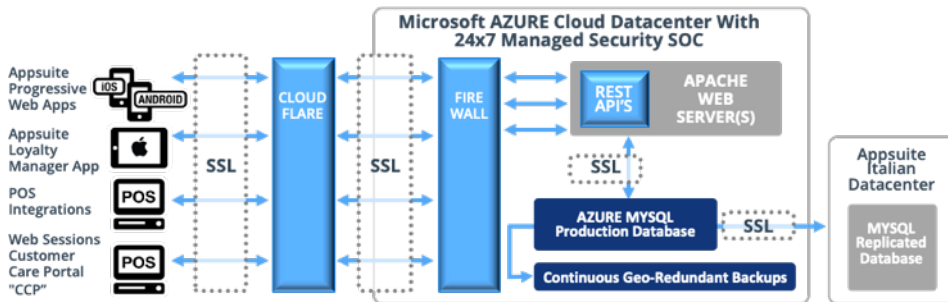 Microsoft AZURE Cloud Datacenter With
24x7 Managed Security SOC
Appsuite
Progressive
Web Apps
iOS
ANDROID
Appsuite
Loyalty
Manager App
POS
Integrations
POS
Web Sessions
Customer
Care Portal
"CCP”
POS
SSL
CLOUD
FLARE
SSL
FIRE
WALL
REST
API'S
APACHE
WEB
SERVER(S)
SSL
AZURE MYSQL
Production Database
SSL
Continuous Geo-Redundant Backups
Appsuite
Italian
Datacenter
MYSQL
Replicated
Database